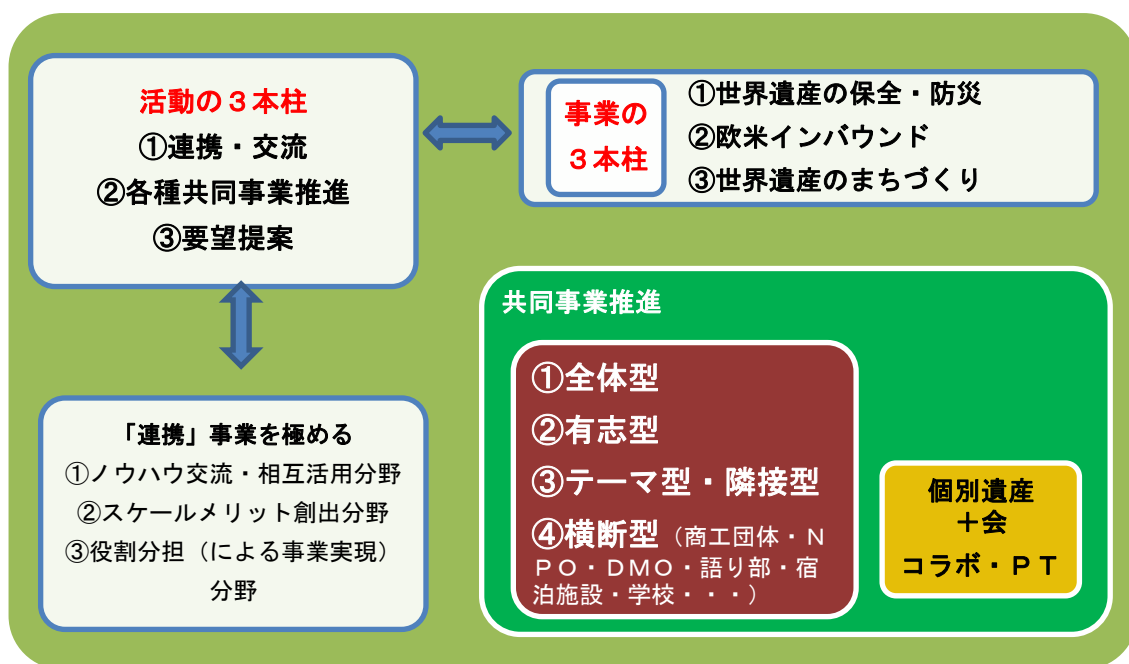 活動の３本柱
①連携・交流
②各種共同事業推進
③要望提案
事業の
３本柱
①世界遺産の保全・防災
②欧米インバウンド
③世界遺産のまちづくり
「連携」事業を極める
①ノウハウ交流・相互活用分野
②スケールメリット創出分野
③役割分担（による事業実現）
分野
共同事業推進
①全体型
②有志型
③テーマ型・隣接型
④横断型（商工団体・Ｎ
ＰＯ・ＤＭＯ・語り部・宿
泊施設・学校・・・）
個別遺産
＋会
コラボ・ＰＴ